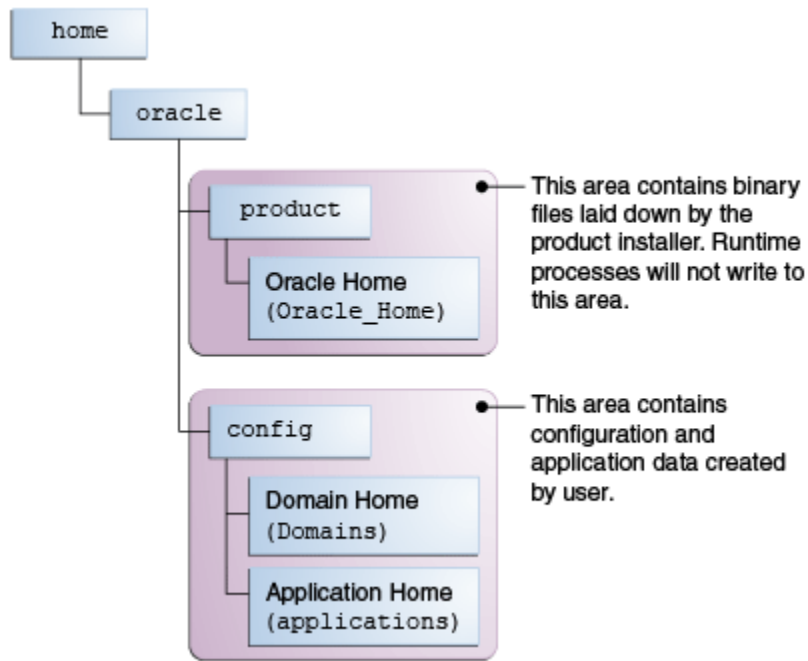 home
oracle
product
This area contains binary
files laid down by the
product installer. Runtime
processes will not write to
this area.
Oracle Home
(Oracle_Home)
config
This area contains
configuration and
application data created
by user.
Domain Home
(Domains)
Application Home
(applications)